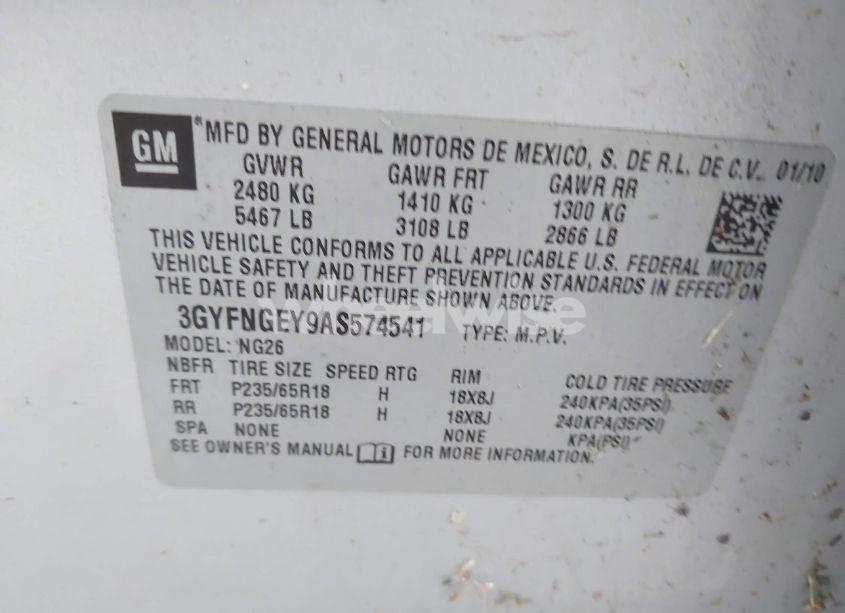 GM
*MFD BY GENERAL MOTORS DE MEXICO, S. DE R.L. DE C.V. 01/10
GVWR GAWR FRT GAWR RR
2480 KG 1410 KG 1300 KG
5467 LB 3108 LB 2866 LB
THIS VEHICLE CONFORMS TO ALL APPLICABLE U.S. FEDERAL MOTOR
VEHICLE SAFETY AND THEFT PREVENTION STANDARDS IN EFFECT ON
THE DATE OF MANUFACTURE SHOWN ABOVE.
3GYFNGEY9AS574541 TYPE: M.P.V.
MODEL: NG26
NBFR TIRE SIZE SPEED RTG RIM COLD TIRE PRESSURE
FRT P235/65R18 H 18X8J 240KPA(35PSI)
RR P235/65R18 H 18X8J 240KPA(35PSI)
SPA NONE NONE KPA(PSI)*
SEE OWNER'S MANUAL FOR MORE INFORMATION.